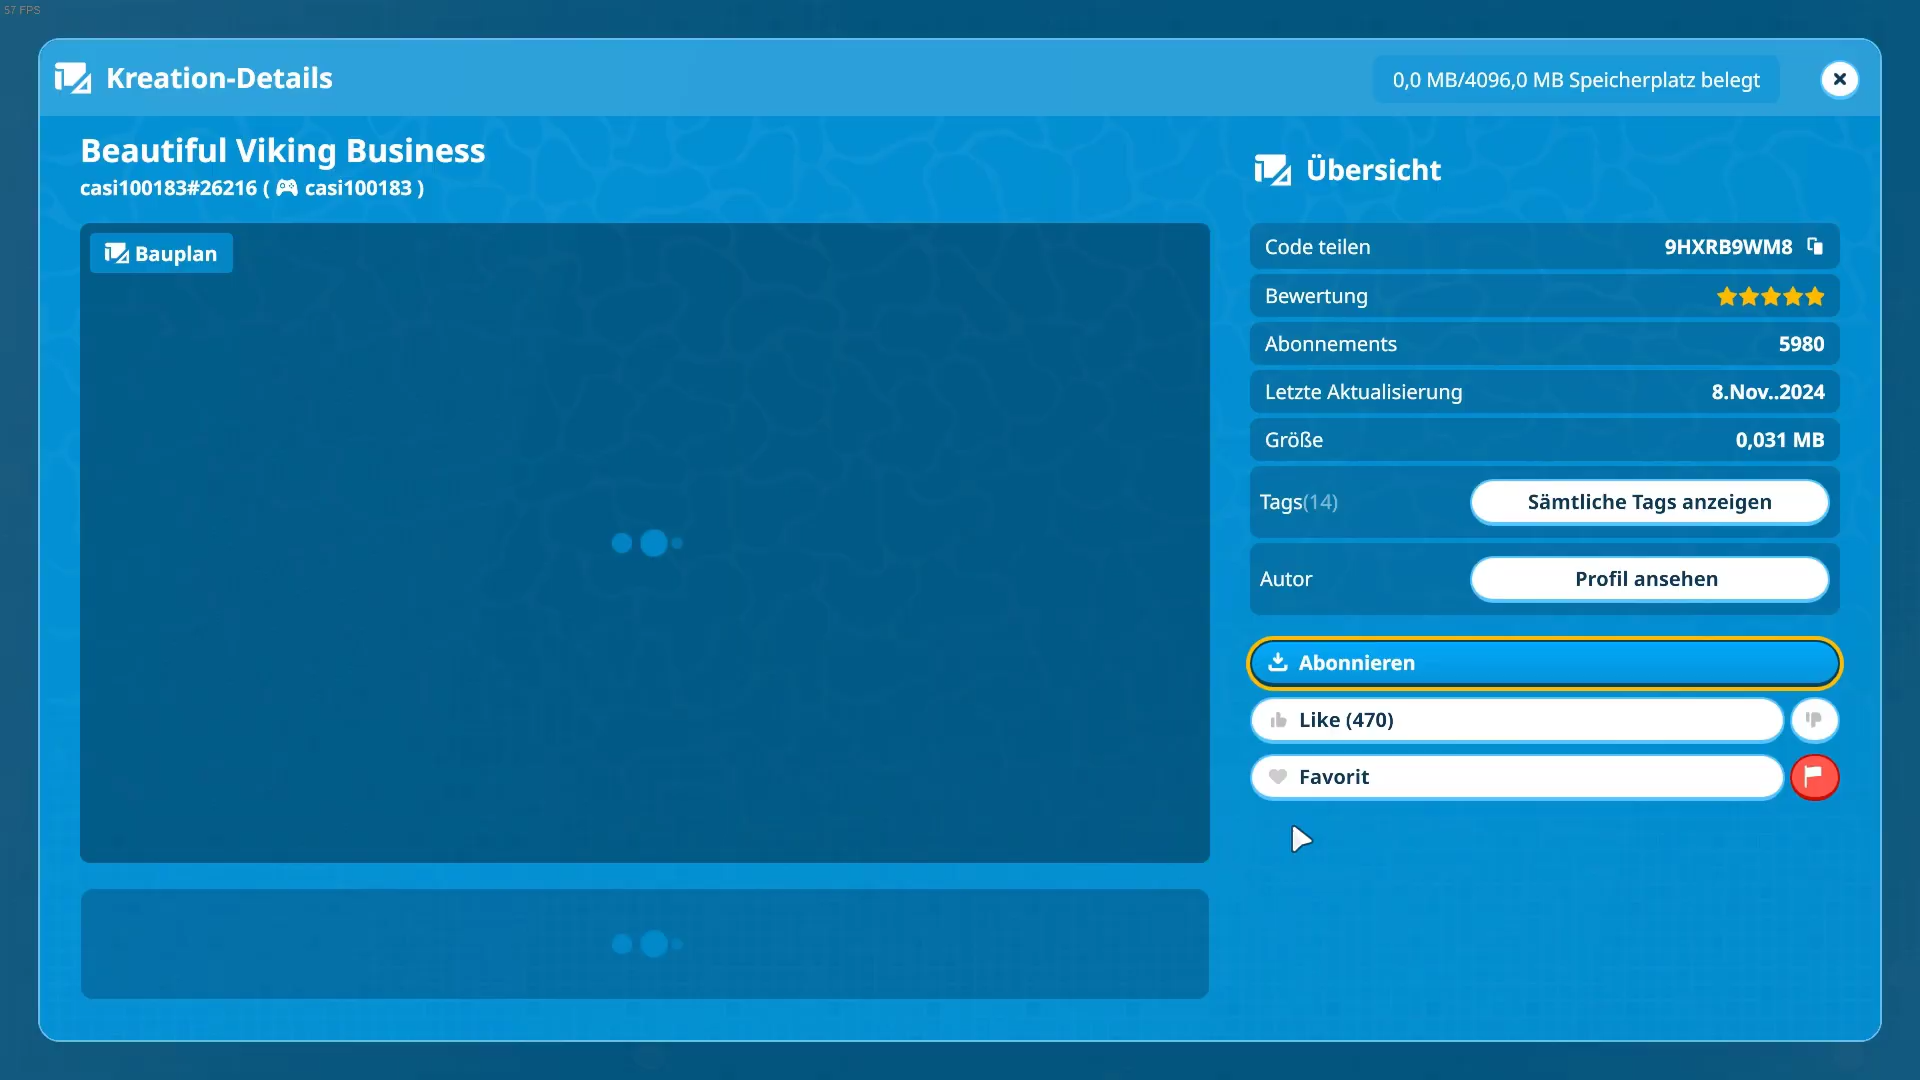 57 FPS
Kreation-Details
0,0 MB/4096,0 MB Speicherplatz belegt
Beautiful Viking Business
casi100183#26216 ( casi100183 )
Bauplan
Übersicht
Code teilen 9HXRB9WM8
Bewertung
Abonnements 5980
Letzte Aktualisierung 8.Nov..2024
Größe 0,031 MB
Tags(14) Sämtliche Tags anzeigen
Autor Profil ansehen
Abonnieren
Like (470)
Favorit